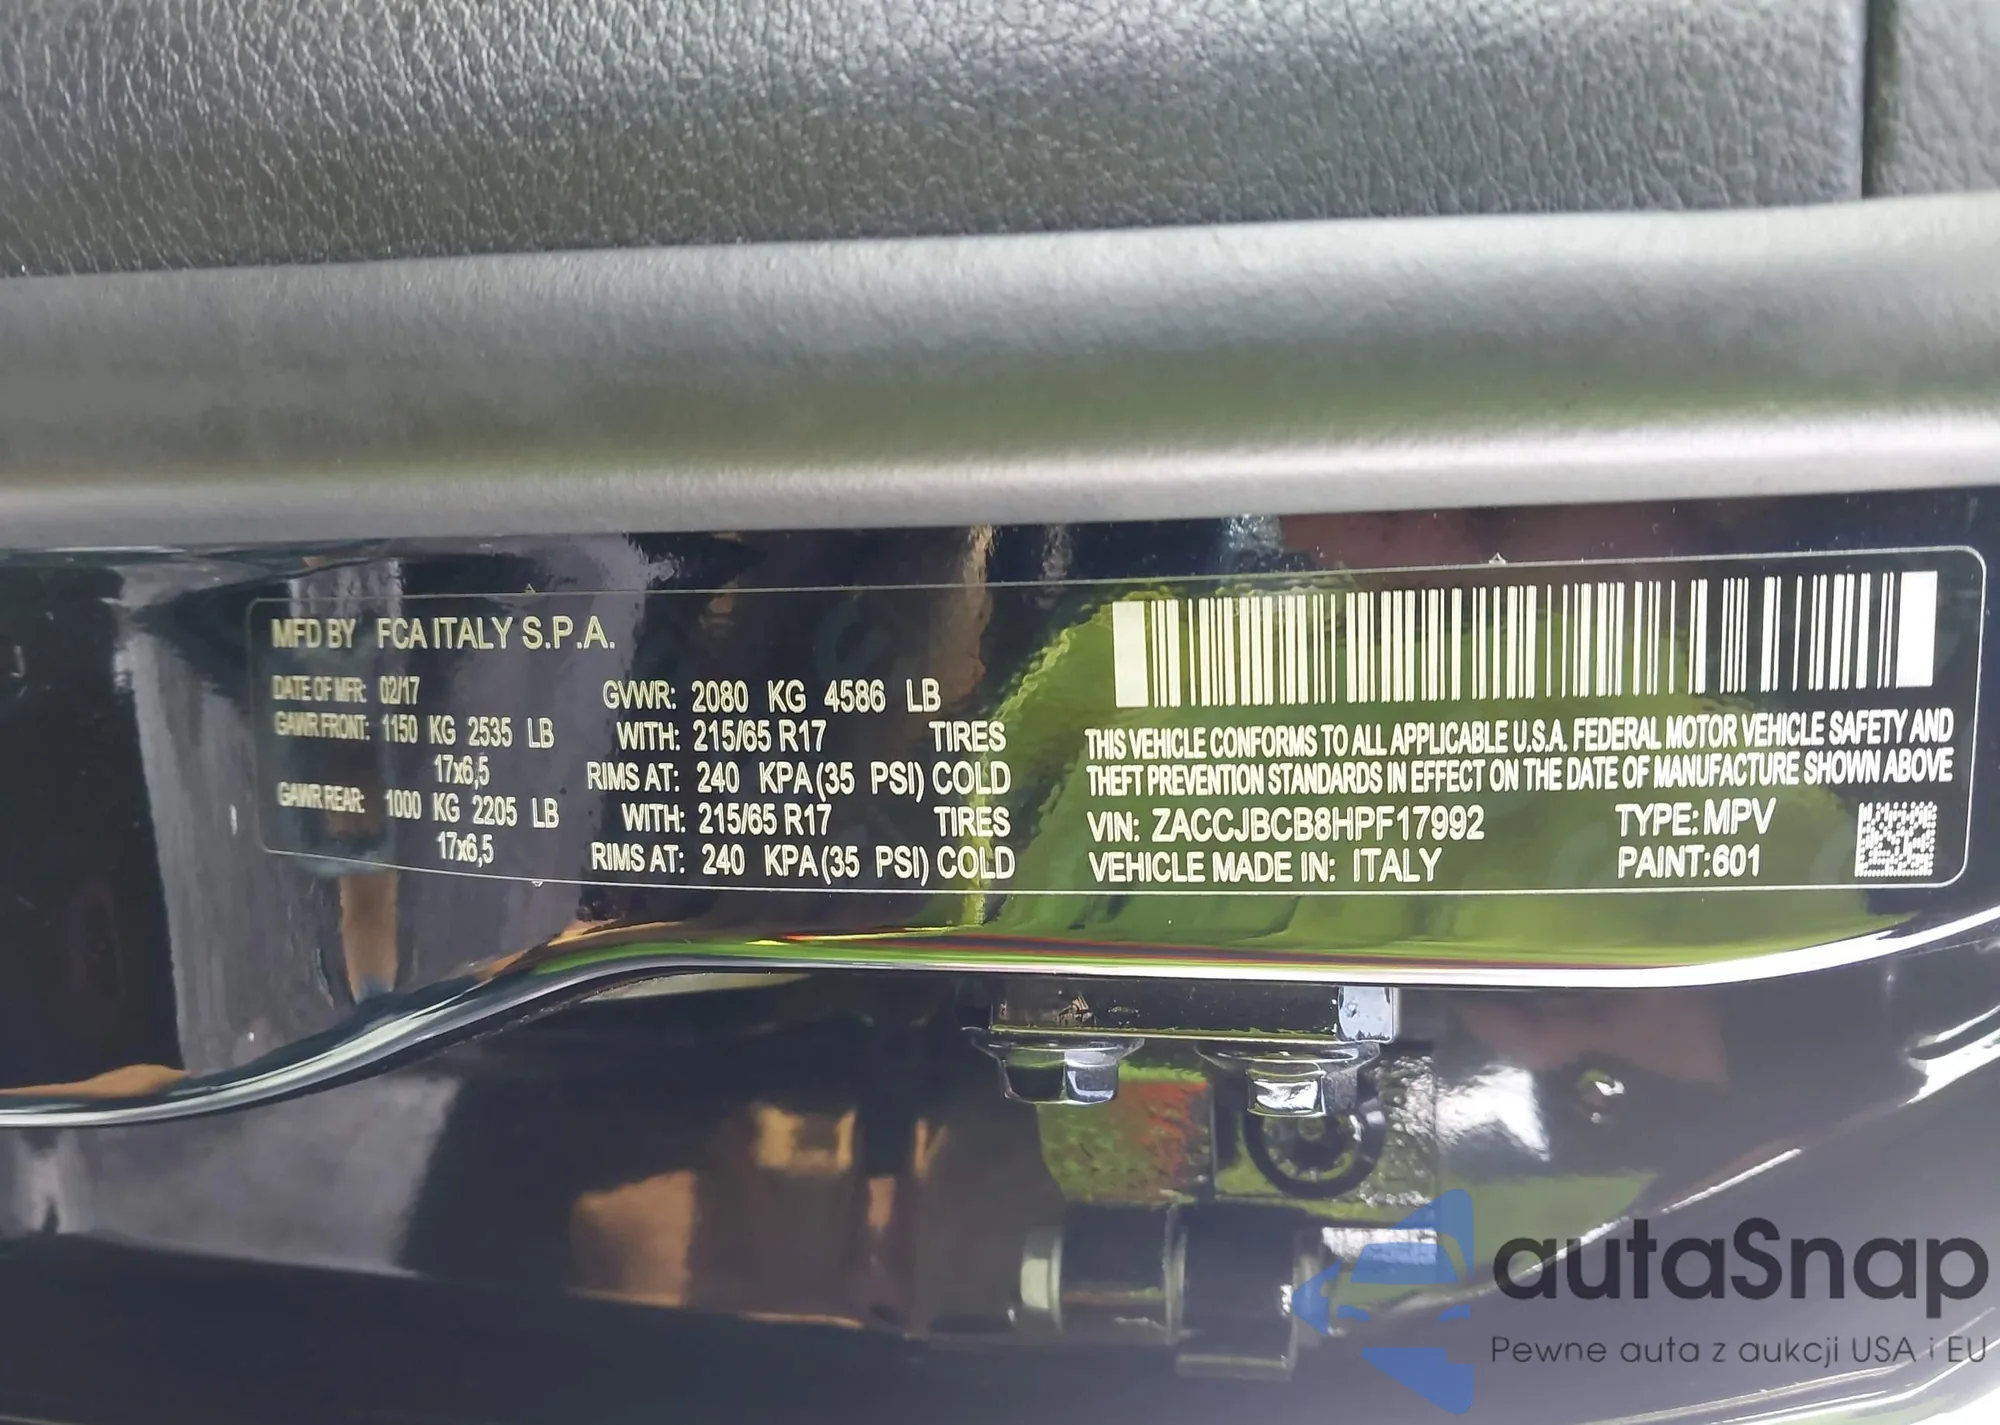 MFD BY FCA ITALY S.P.A.
DATE OF MFR: 02/17 GVWR: 2080 KG 4586 LB
GAWR FRONT: 1150 KG 2535 LB WITH: 215/65 R17 TIRES
17x6,5 RIMS AT: 240 KPA (35 PSI) COLD
GAWR REAR: 1000 KG 2205 LB WITH: 215/65 R17 TIRES
17x6,5 RIMS AT: 240 KPA (35 PSI) COLD
THIS VEHICLE CONFORMS TO ALL APPLICABLE U.S.A. FEDERAL MOTOR VEHICLE SAFETY AND
THEFT PREVENTION STANDARDS IN EFFECT ON THE DATE OF MANUFACTURE SHOWN ABOVE
VIN: ZACCJBCB8HPF17992 TYPE: MPV
VEHICLE MADE IN: ITALY PAINT: 601
autaSnap
Pewne auta z aukcji USA i EU